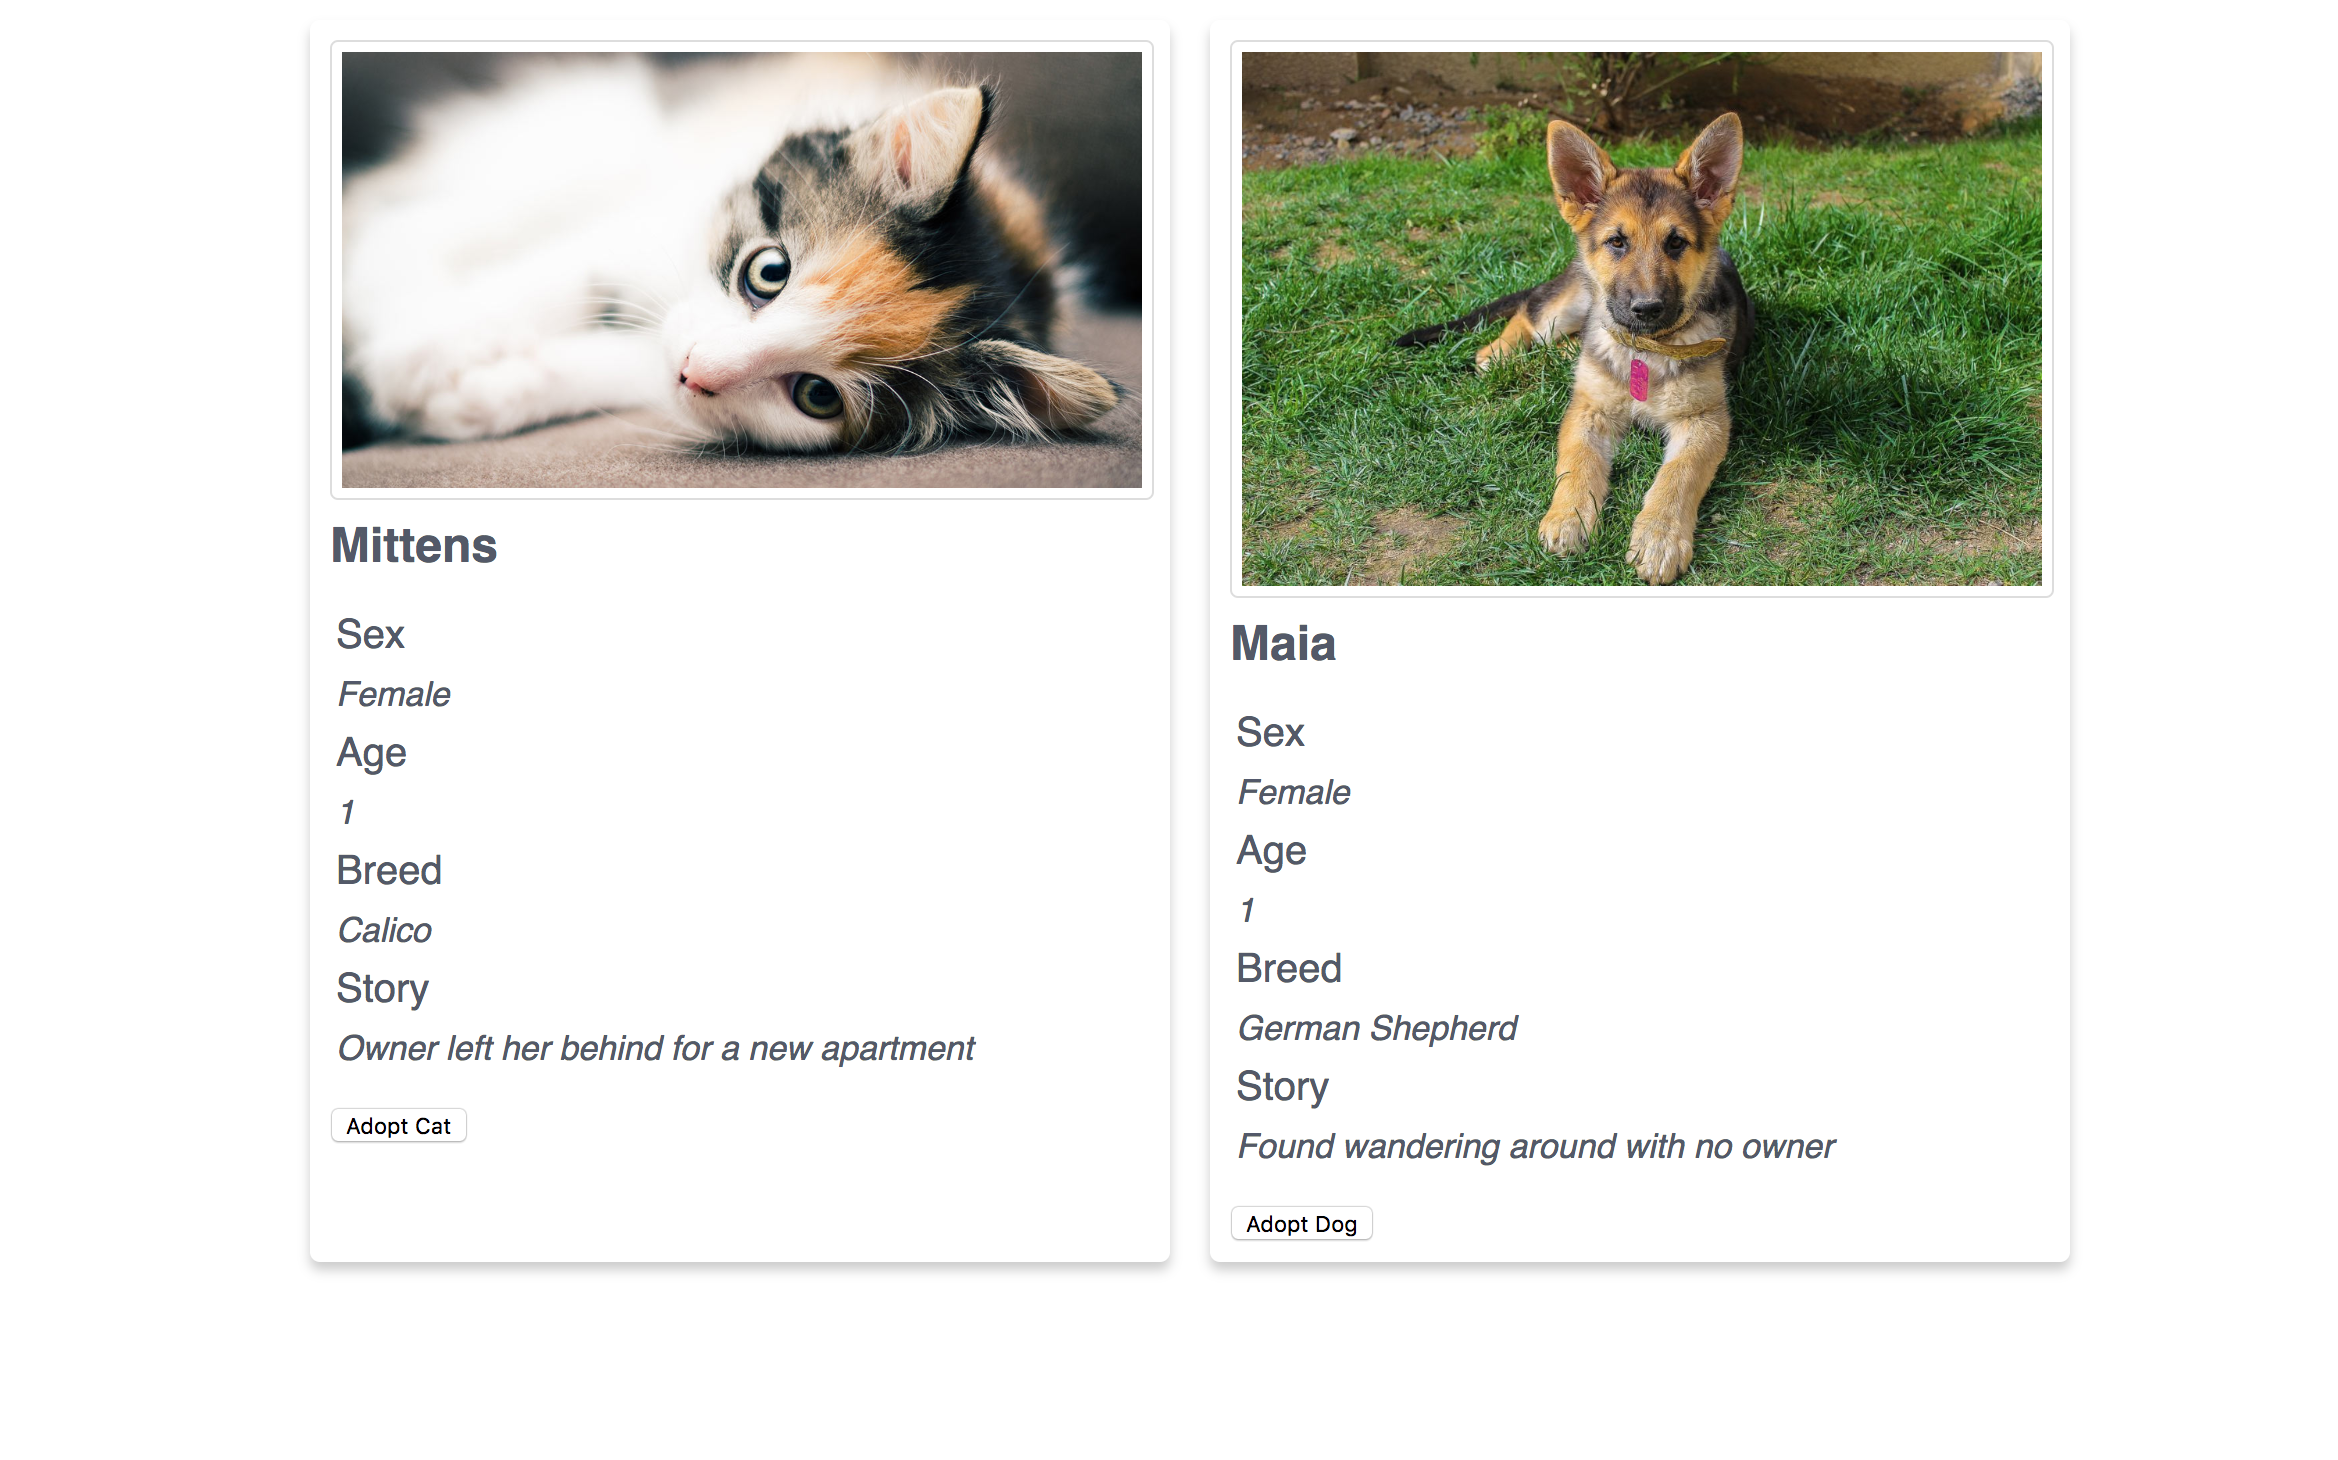 Mittens
Sex
Female
Age
1
Breed
Calico
Story
Owner left her behind for a new apartment
Adopt Cat
Maia
Sex
Female
Age
1
Breed
German Shepherd
Story
Found wandering around with no owner
Adopt Dog